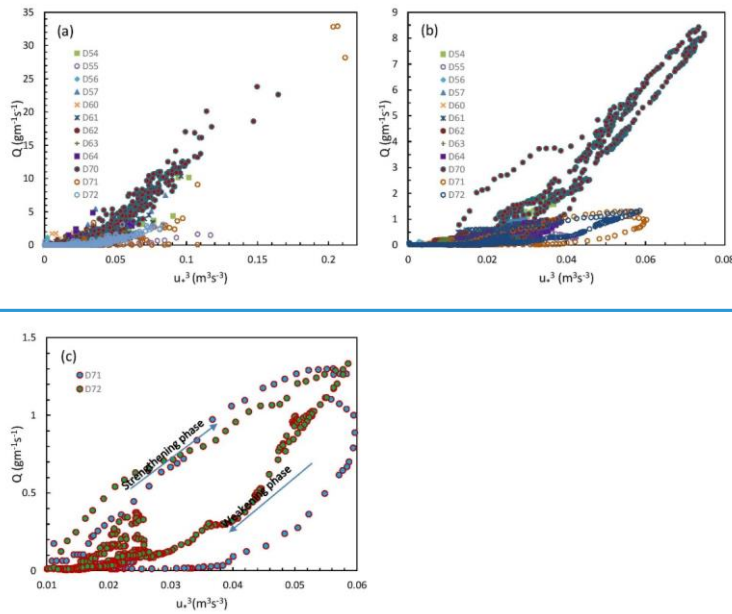 (a)
35
30
25
20
15
10
5
0
Q (gm⁻¹s⁻¹)
D54
D55
D56
D57
D60
D61
D62
D63
D64
D70
D71
D72
0 0.05 0.1 0.15 0.2
u*³ (m³s⁻³)
(b)
9
8
7
6
5
4
3
2
1
0
Q (gm⁻¹s⁻¹)
D54
D55
D56
D57
D60
D61
D62
D63
D64
D70
D71
D72
0 0.02 0.04 0.06 0.08
u*³ (m³s⁻³)
(c)
1.5
1
0.5
0
Q (gm⁻¹s⁻¹)
D71
D72
Strengthening phase
Weakening phase
0.01 0.02 0.03 0.04 0.05 0.06
u*³ (m³s⁻³)